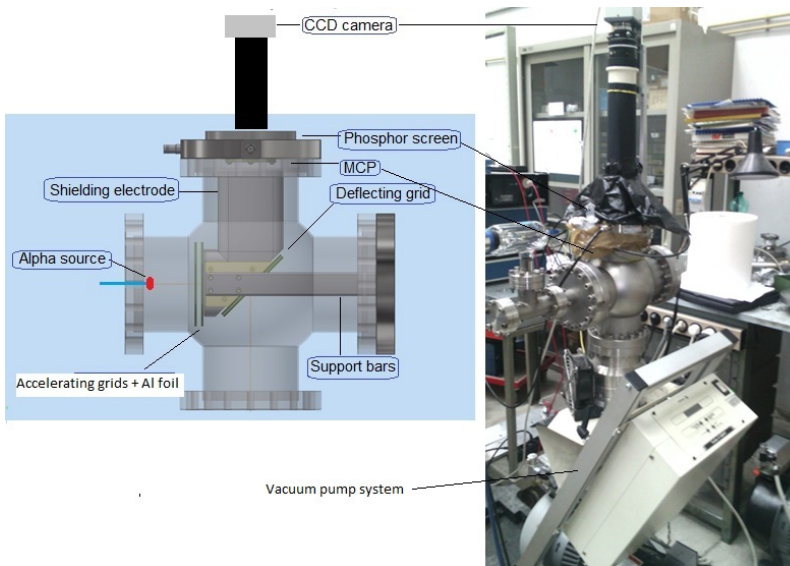 CCD camera
Phosphor screen
MCP
Shielding electrode
Deflecting grid
Alpha source
Support bars
Accelerating grids + Al foil
Vacuum pump system